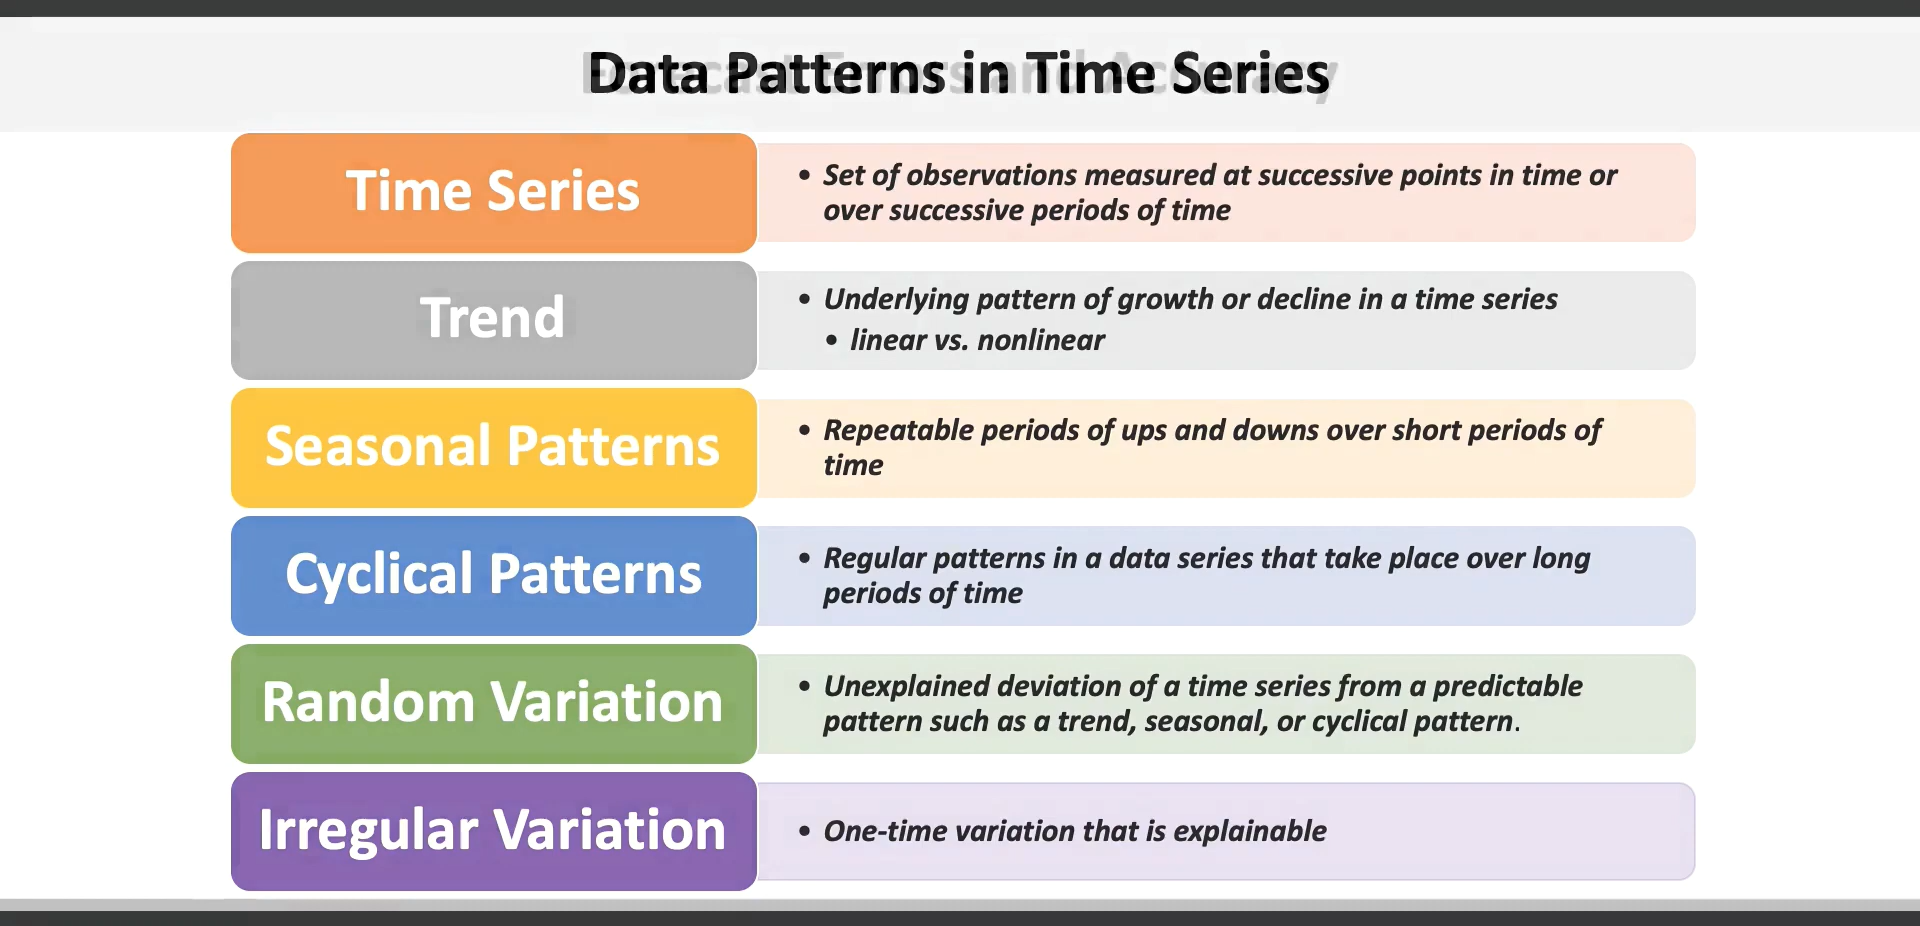 Data Patterns in Time Series
Time Series
• Set of observations measured at successive points in time or
over successive periods of time
Trend
• Underlying pattern of growth or decline in a time series
• linear vs. nonlinear
Seasonal Patterns
• Repeatable periods of ups and downs over short periods of
time
Cyclical Patterns
• Regular patterns in a data series that take place over long
periods of time
Random Variation
• Unexplained deviation of a time series from a predictable
pattern such as a trend, seasonal, or cyclical pattern.
Irregular Variation
• One-time variation that is explainable